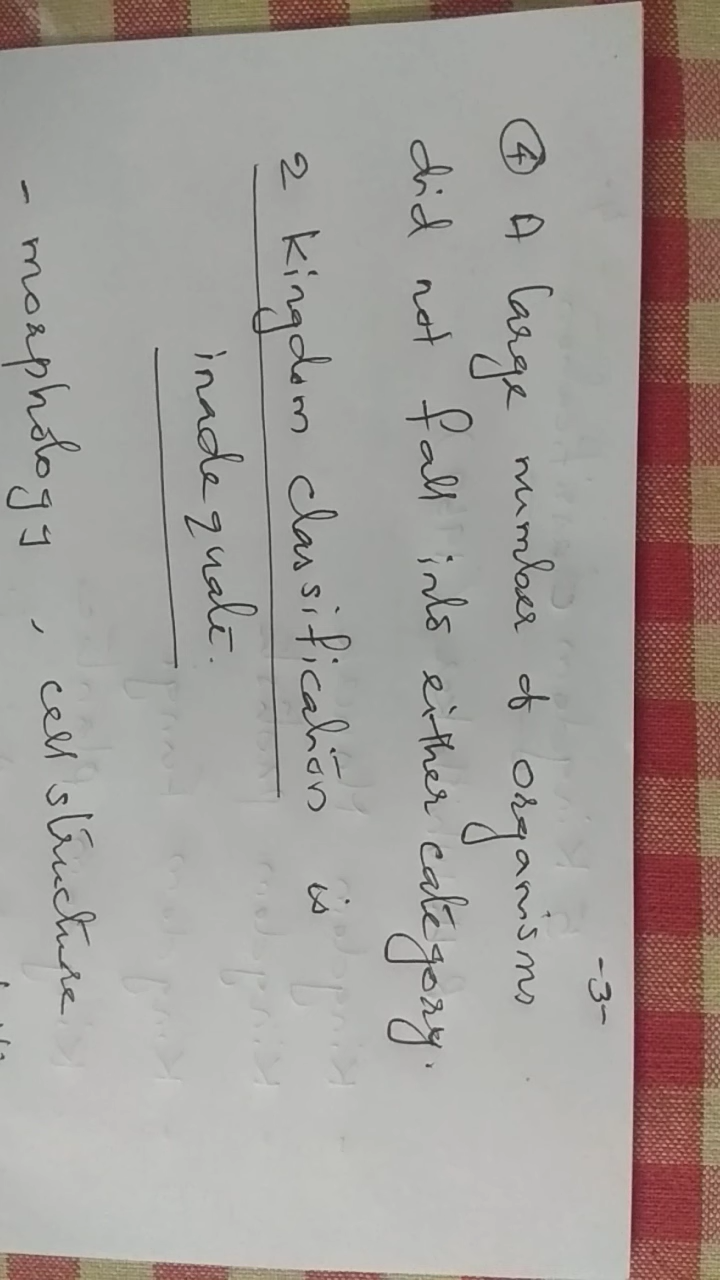 -3-
④ A large number of organisms
did not fall into either category.
2 kingdom classification is
inadequate.
- morphology, cell structure